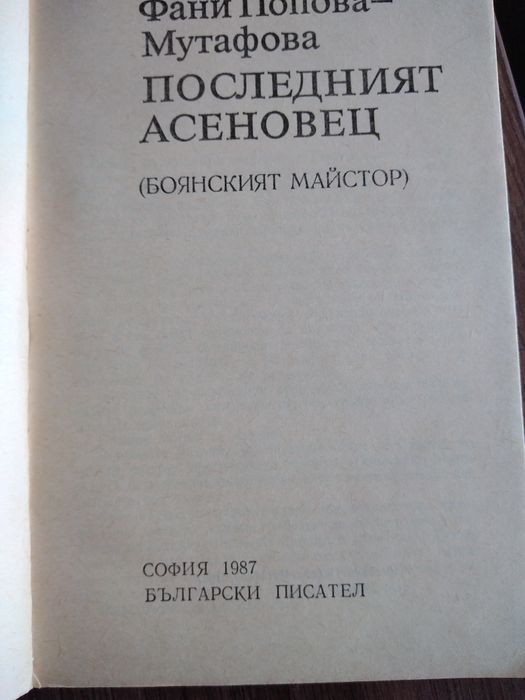 Фани Попова-
Мутафова
ПОСЛЕДНИЯТ
АСЕНОВЕЦ
(БОЯНСКИЯТ МАЙСТОР)
СОФИЯ 1987
БЪЛГАРСКИ ПИСАТЕЛ